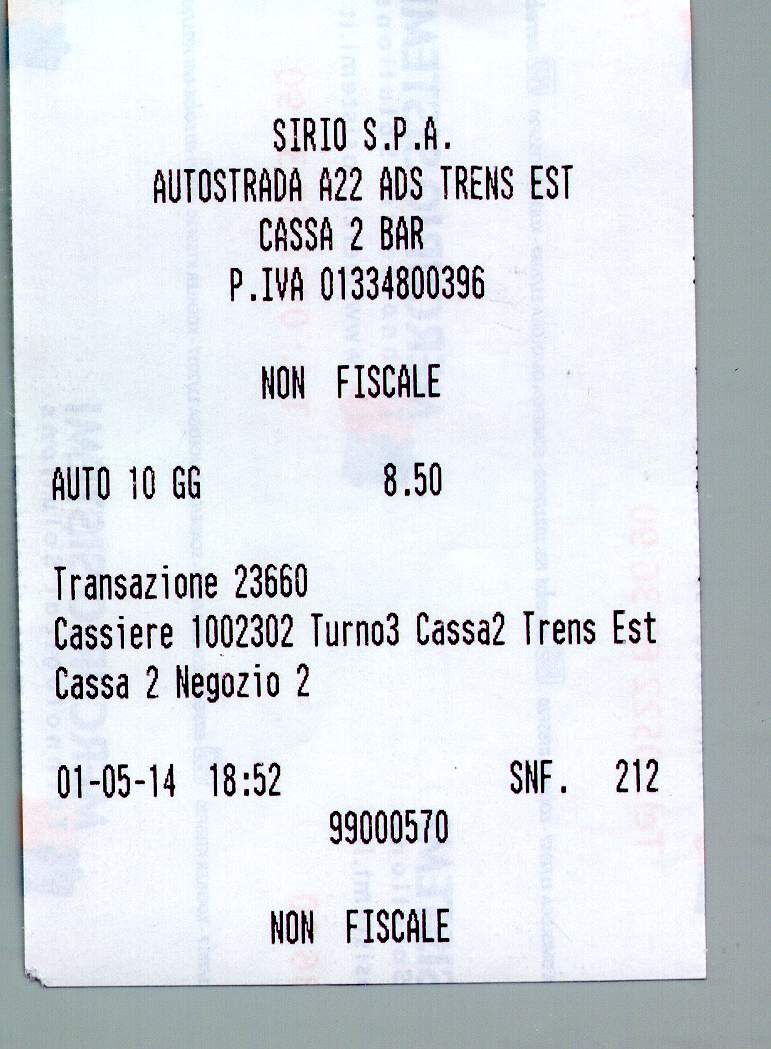 SIRIO S.P.A.
AUTOSTRADA A22 ADS TRENS EST
CASSA 2 BAR
P.IVA 01334800396
NON FISCALE
AUTO 10 GG 8.50
Transazione 23660
Cassiere 1002302 Turno3 Cassa2 Trens Est
Cassa 2 Negozio 2
01-05-14 18:52 SNF. 212
99000570
NON FISCALE